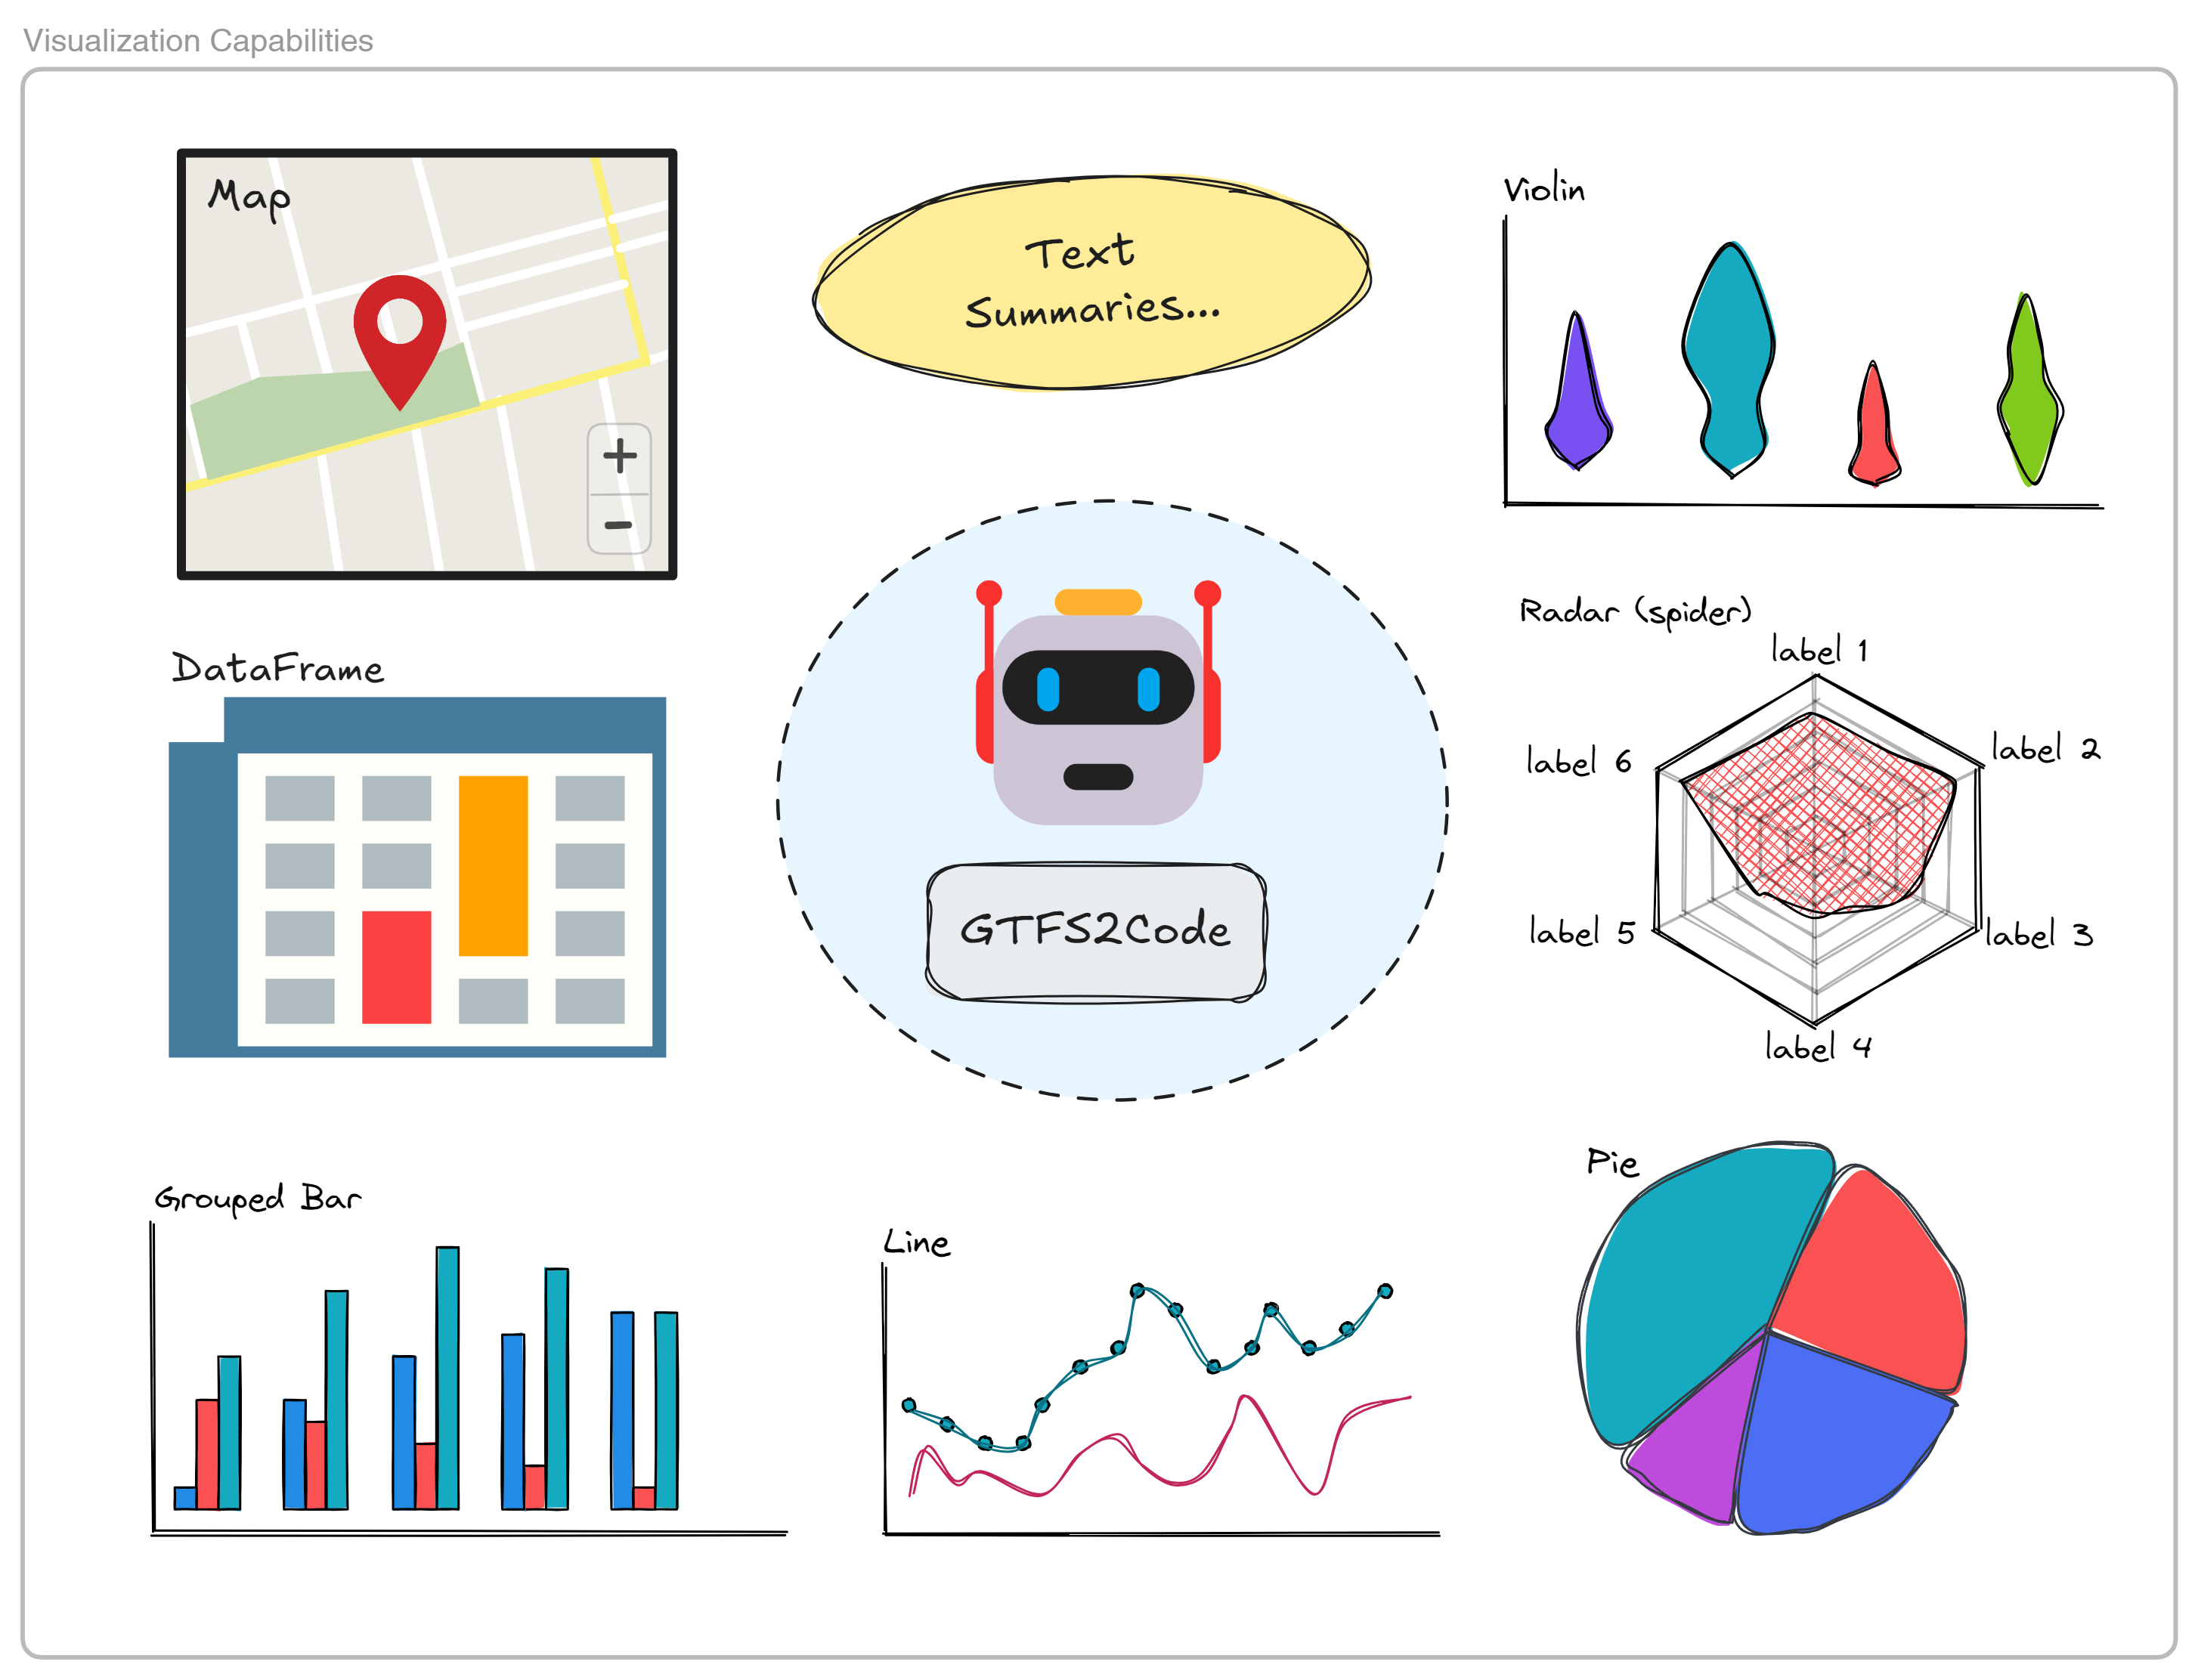 Visualization Capabilities
Map
Text
Summaries...
Violin
DataFrame
GTFS2Code
Radar (spider)
label 1
label 2
label 3
label 4
label 5
label 6
Grouped Bar
Line
Pie